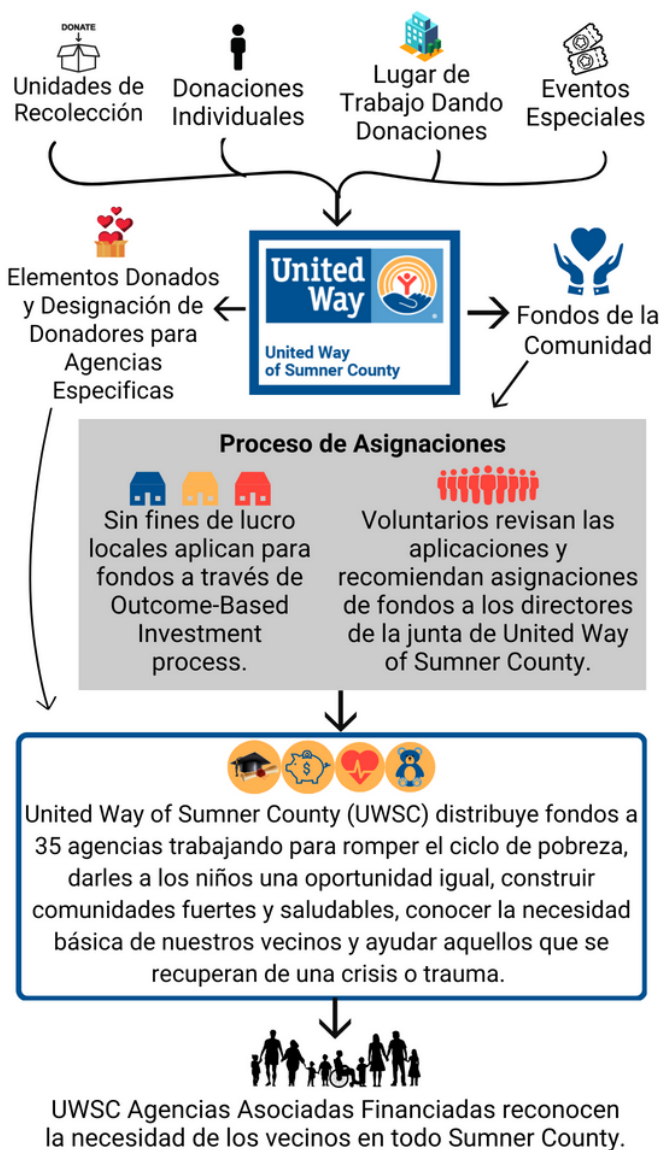 DONATE
Unidades de
Recolección
Donaciones
Individuales
Lugar de
Trabajo Dando
Donaciones
Eventos
Especiales
Elementos Donados
y Designación de
Donadores para
Agencias
Especificas
United
Way
United Way
of Sumner County
Fondos de la
Comunidad
Proceso de Asignaciones
Sin fines de lucro
locales aplican para
fondos a través de
Outcome-Based
Investment
process.
Voluntarios revisan las
aplicaciones y
recomiendan asignaciones
de fondos a los directores
de la junta de United Way
of Sumner County.
$
United Way of Sumner County (UWSC) distribuye fondos a
35 agencias trabajando para romper el ciclo de pobreza,
darles a los niños una oportunidad igual, construir
comunidades fuertes y saludables, conocer la necesidad
básica de nuestros vecinos y ayudar aquellos que se
recuperan de una crisis o trauma.
UWSC Agencias Asociadas Financiadas reconocen
la necesidad de los vecinos en todo Sumner County.